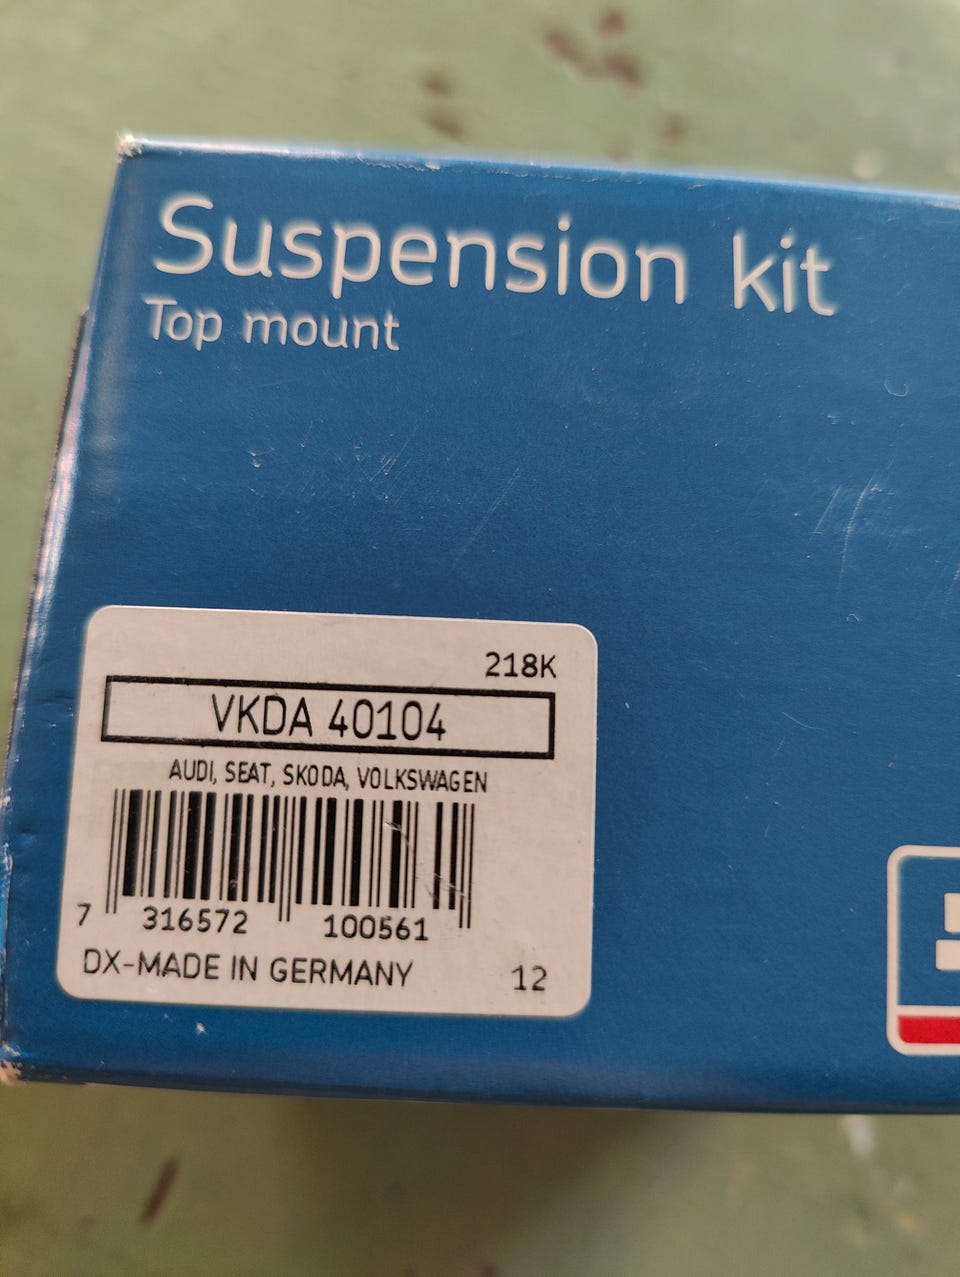 Suspension kit
Top mount
218K
VKDA 40104
AUDI, SEAT, SKODA, VOLKSWAGEN
7 316572 100561
DX-MADE IN GERMANY 12